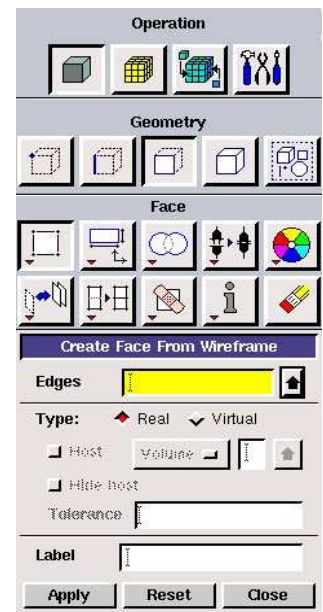 Operation
Geometry
Face
Create Face From Wireframe
Edges
Type: Real Virtual
Host Volume
Hide host
Tolerance
Label
Apply Reset Close